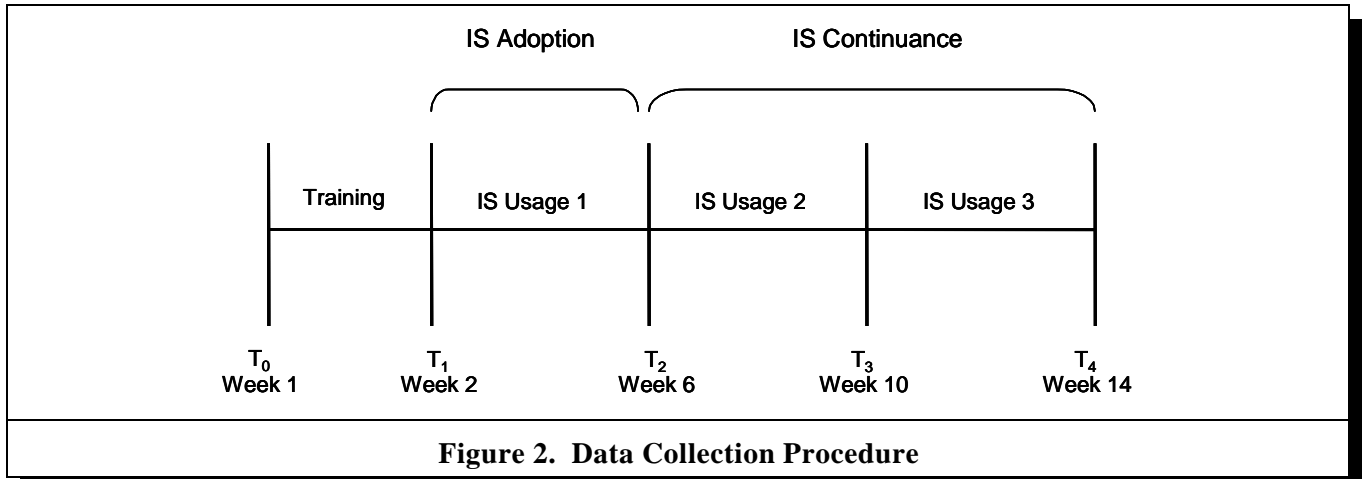 IS Adoption IS Continuance
Training IS Usage 1 IS Usage 2 IS Usage 3
T₀ T₁ T₂ T₃ T₄
Week 1 Week 2 Week 6 Week 10 Week 14
Figure 2. Data Collection Procedure